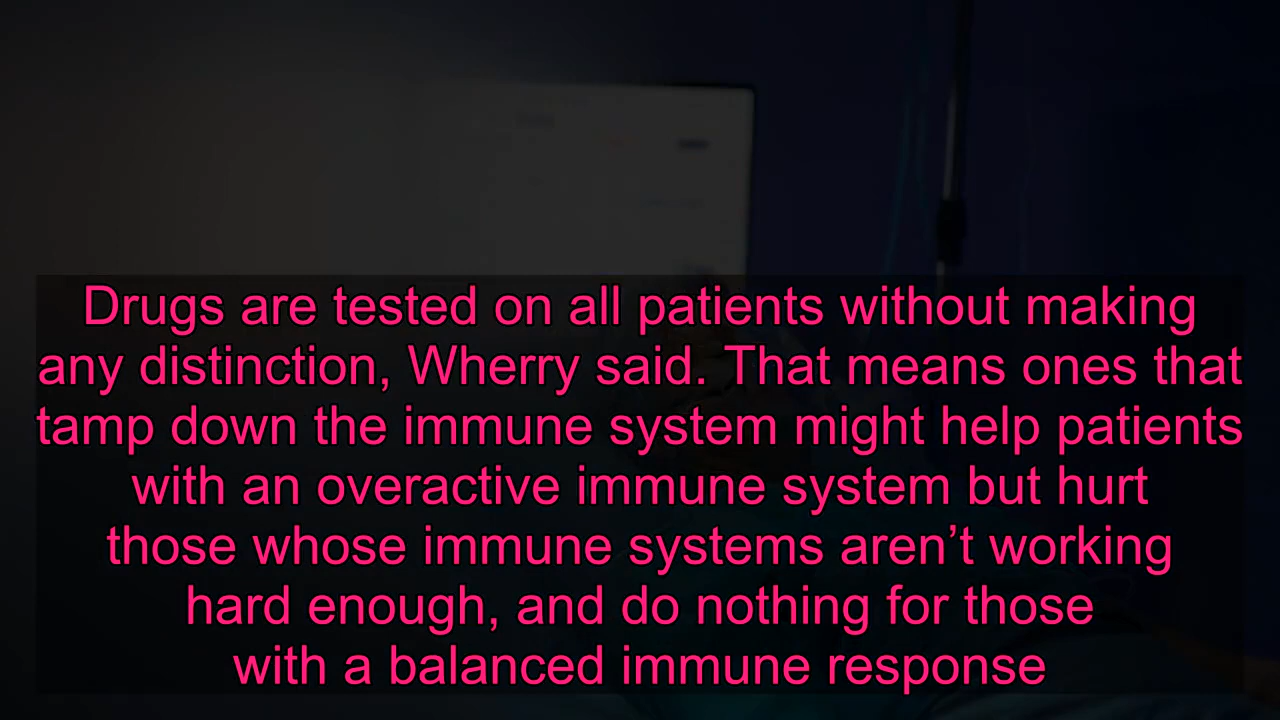 Drugs are tested on all patients without making
any distinction, Wherry said. That means ones that
tamp down the immune system might help patients
with an overactive immune system but hurt
those whose immune systems aren’t working
hard enough, and do nothing for those
with a balanced immune response